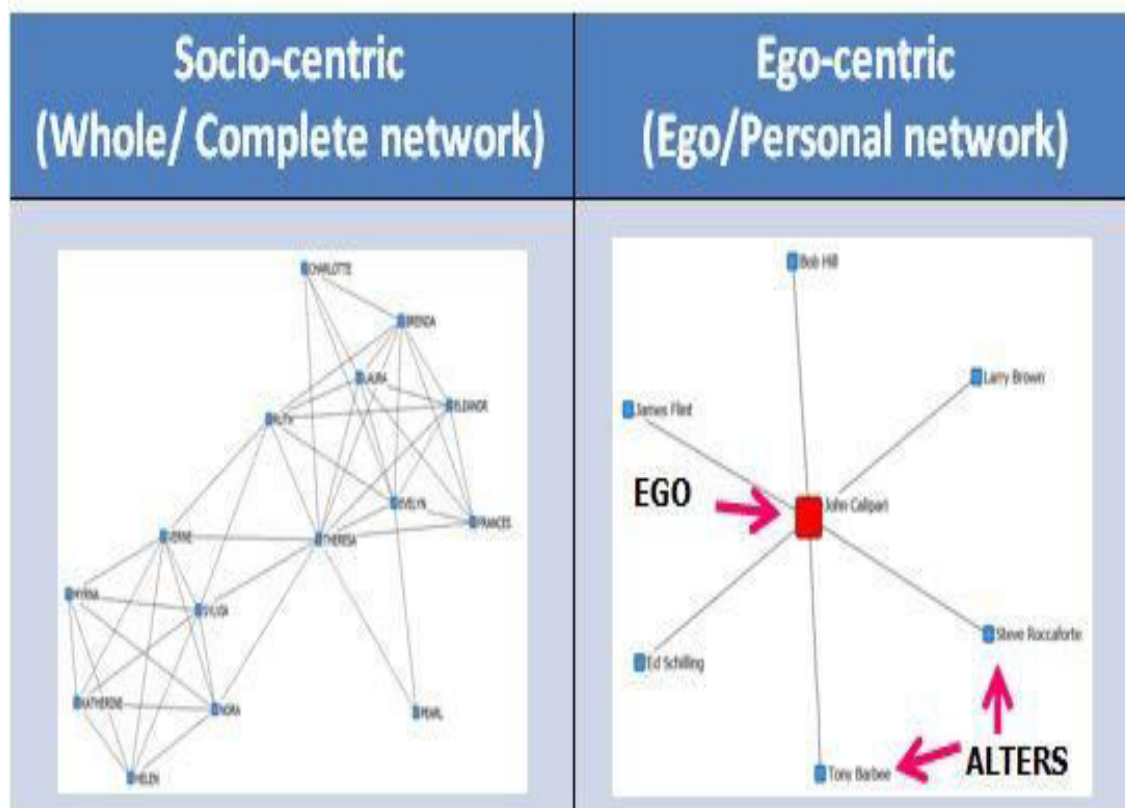 Socio-centric
(Whole/ Complete network)
Ego-centric
(Ego/Personal network)
CHARLOTTE
BRENDA
LAURA
ELEANOR
RUTH
EVELYN
FRANCES
VERNE
THERESA
MYRNA
SYLVIA
KATHERINE
NORA
PEARL
HELEN
Bob Hill
Larry Brown
James Flint
EGO
John Calipari
Steve Roccaforte
Ed Schilling
Tony Barbee
ALTERS